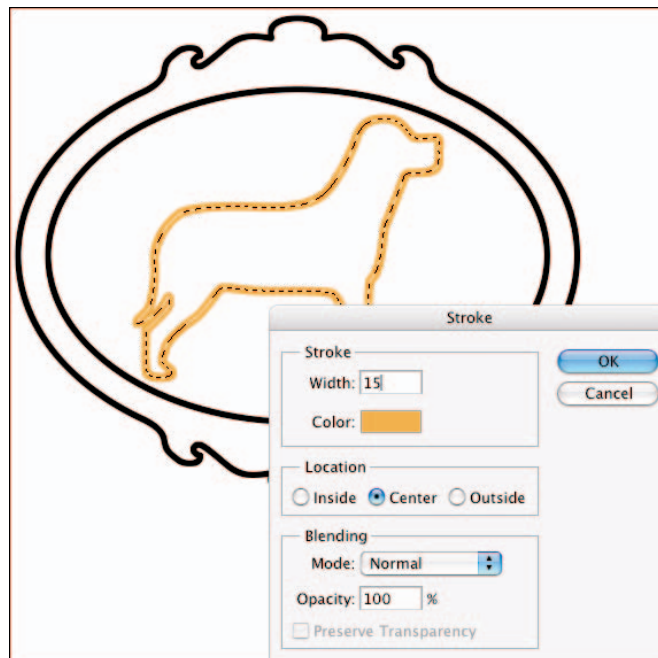 Stroke
Stroke
Width: 15
Color:
OK
Cancel
Location
Inside Center Outside
Blending
Mode: Normal
Opacity: 100 %
Preserve Transparency